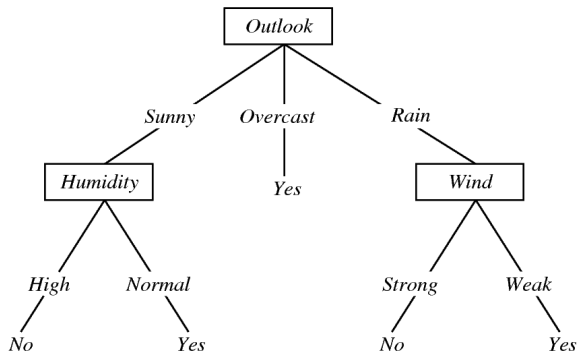 Outlook
Sunny Overcast Rain
Humidity Yes Wind
High Normal Strong Weak
No Yes No Yes